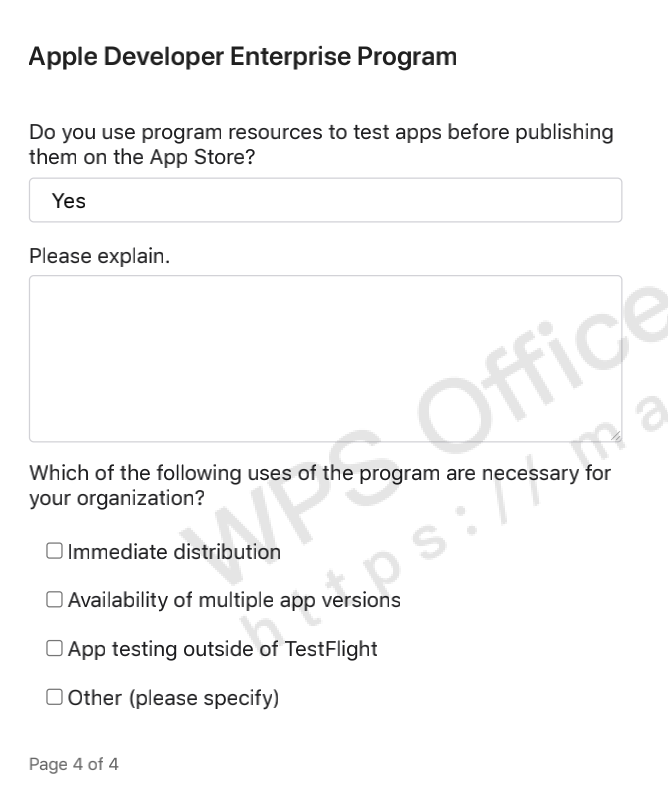 Apple Developer Enterprise Program
Do you use program resources to test apps before publishing
them on the App Store?
Yes
Please explain.
WPS Office
https://ma
Which of the following uses of the program are necessary for
your organization?
Immediate distribution
Availability of multiple app versions
App testing outside of TestFlight
Other (please specify)
Page 4 of 4